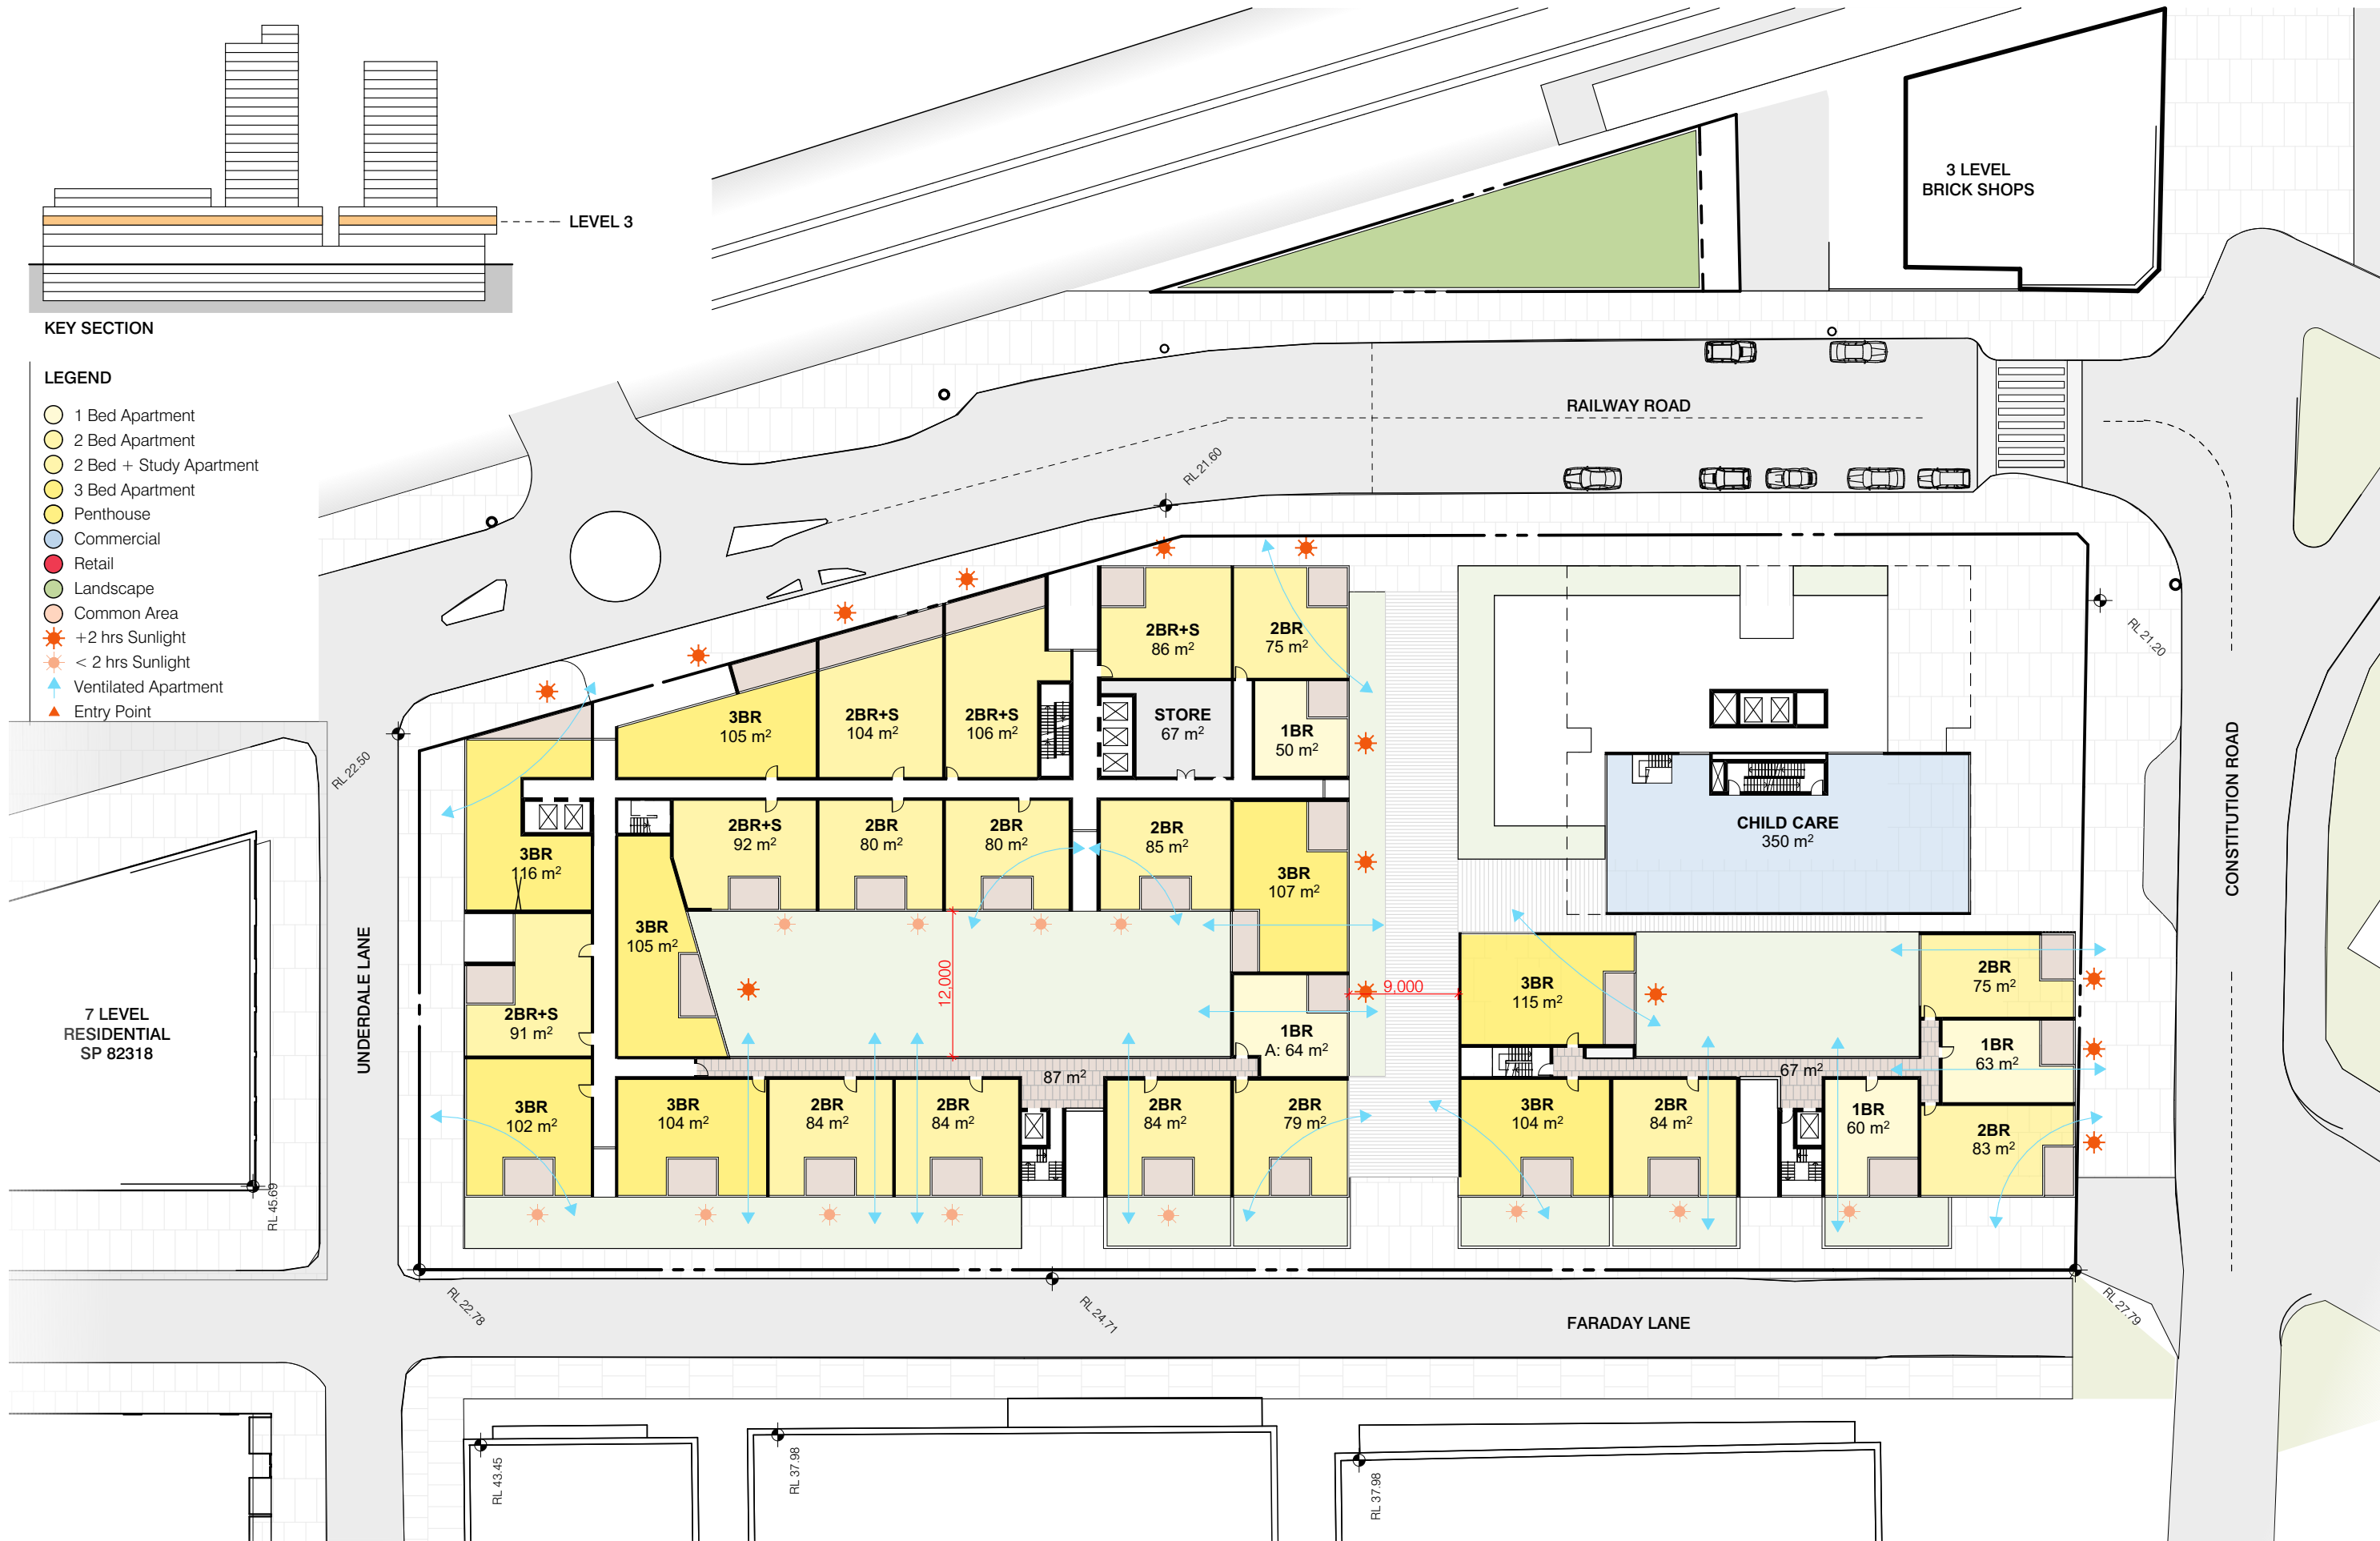 LEVEL 3
KEY SECTION
LEGEND
1 Bed Apartment
2 Bed Apartment
2 Bed + Study Apartment
3 Bed Apartment
Penthouse
Commercial
Retail
Landscape
Common Area
+2 hrs Sunlight
< 2 hrs Sunlight
Ventilated Apartment
Entry Point
3 LEVEL
BRICK SHOPS
RAILWAY ROAD
RL 21.60
RL 21.20
CONSTITUTION ROAD
RL 22.50
UNDERDALE LANE
7 LEVEL
RESIDENTIAL
SP 82318
RL 45.69
2BR+S
86 m²
2BR
75 m²
3BR
105 m²
2BR+S
104 m²
2BR+S
106 m²
STORE
67 m²
1BR
50 m²
3BR
116 m²
2BR+S
92 m²
2BR
80 m²
2BR
80 m²
2BR
85 m²
3BR
107 m²
CHILD CARE
350 m²
3BR
105 m²
12,000
9,000
2BR+S
91 m²
1BR
A: 64 m²
3BR
115 m²
2BR
75 m²
1BR
63 m²
87 m²
67 m²
3BR
102 m²
3BR
104 m²
2BR
84 m²
2BR
84 m²
2BR
84 m²
2BR
79 m²
3BR
104 m²
2BR
84 m²
1BR
60 m²
2BR
83 m²
RL 22.78
RL 24.71
RL 27.79
FARADAY LANE
RL 43.45
RL 37.98
RL 37.98